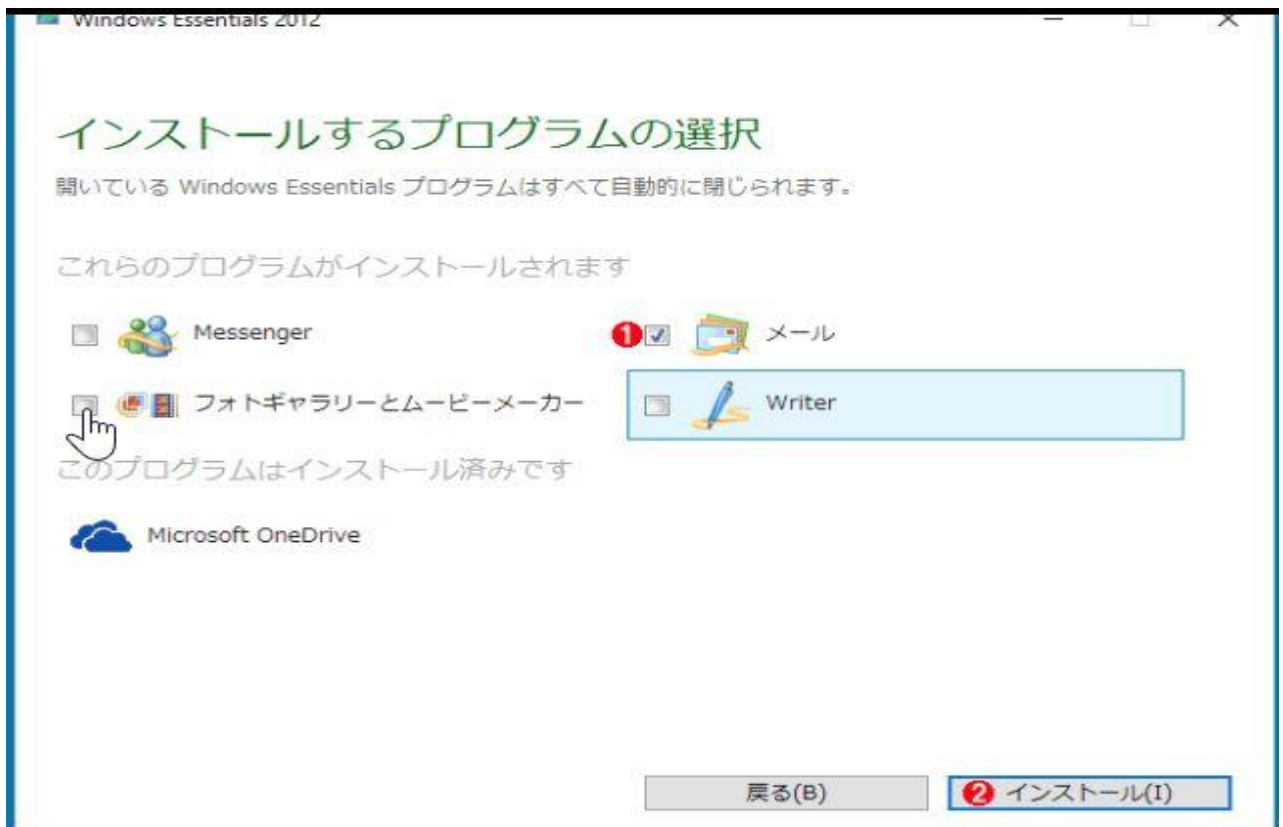 Windows Essentials 2012
インストールするプログラムの選択
開いている Windows Essentials プログラムはすべて自動的に閉じられます。
これらのプログラムがインストールされます
Messenger
1 メール
フォトギャラリーとムービーメーカー
Writer
このプログラムはインストール済みです
Microsoft OneDrive
戻る(B)
2 インストール(I)